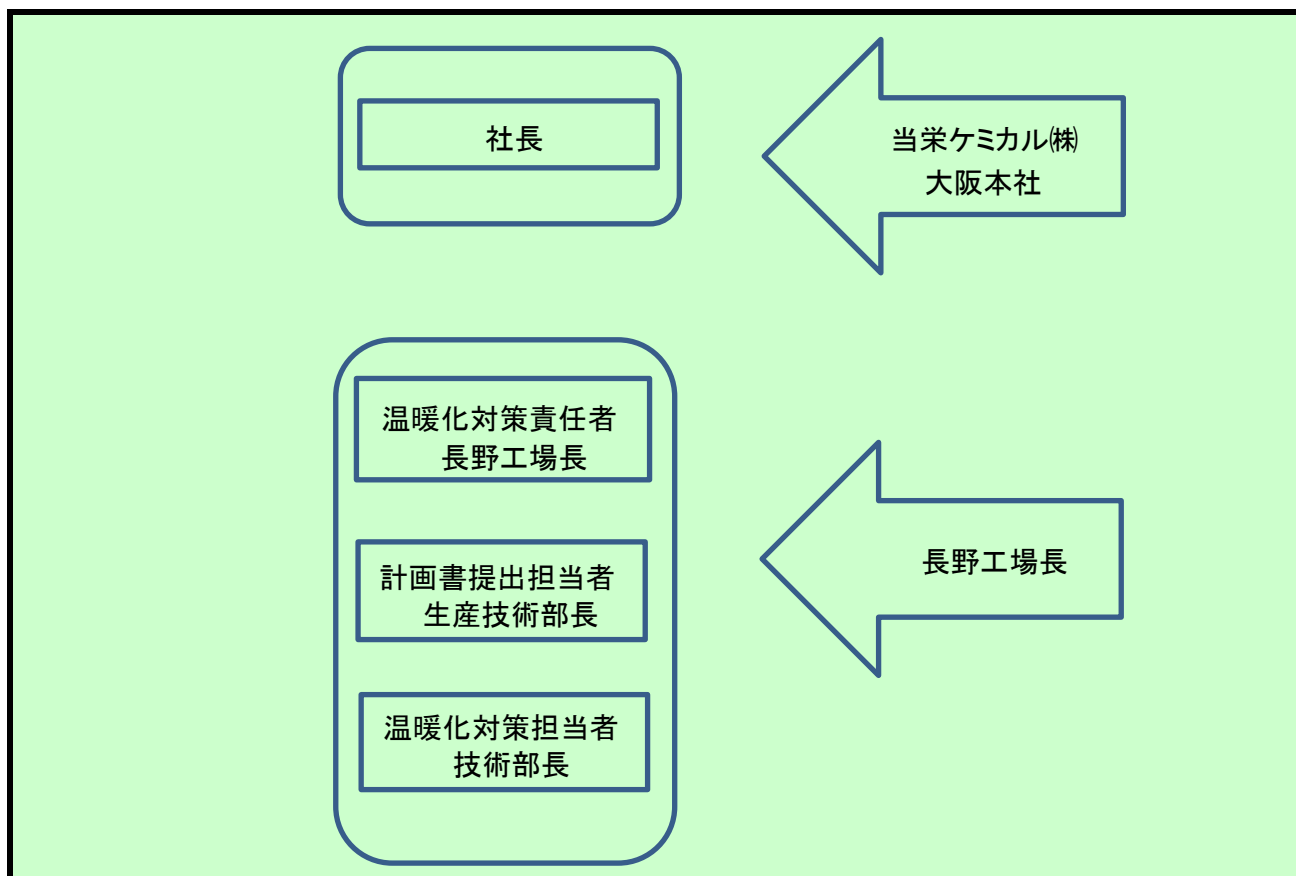 社長
当栄ケミカル㈱
大阪本社
温暖化対策責任者
長野工場長
計画書提出担当者
生産技術部長
温暖化対策担当者
技術部長
長野工場長